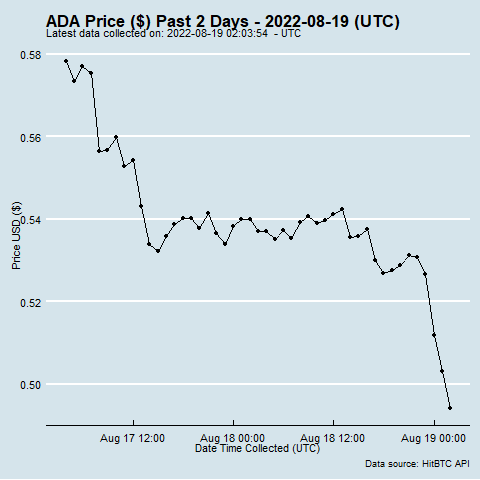 ADA Price ($) Past 2 Days - 2022-08-19 (UTC)
Latest data collected on: 2022-08-19 02:03:54 - UTC
0.58
0.56
0.54
0.52
0.50
Price USD ($)
Aug 17 12:00
Aug 18 00:00
Aug 18 12:00
Aug 19 00:00
Date Time Collected (UTC)
Data source: HitBTC API